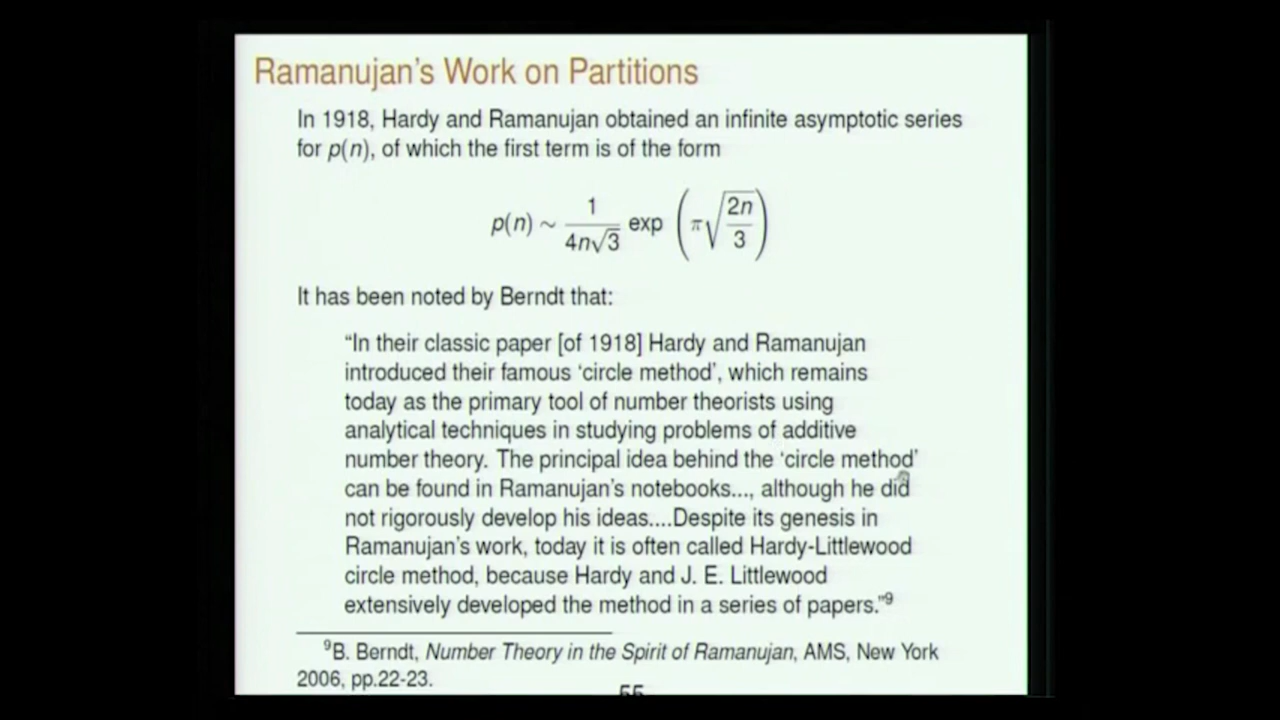 Ramanujan's Work on Partitions
In 1918, Hardy and Ramanujan obtained an infinite asymptotic series
for p(n), of which the first term is of the form
p(n) ~ 1/(4n√3) exp (π√(2n/3))
It has been noted by Berndt that:
"In their classic paper [of 1918] Hardy and Ramanujan
introduced their famous 'circle method', which remains
today as the primary tool of number theorists using
analytical techniques in studying problems of additive
number theory. The principal idea behind the 'circle method'
can be found in Ramanujan's notebooks..., although he did
not rigorously develop his ideas....Despite its genesis in
Ramanujan's work, today it is often called Hardy-Littlewood
circle method, because Hardy and J. E. Littlewood
extensively developed the method in a series of papers."9
9B. Berndt, Number Theory in the Spirit of Ramanujan, AMS, New York
2006, pp.22-23.